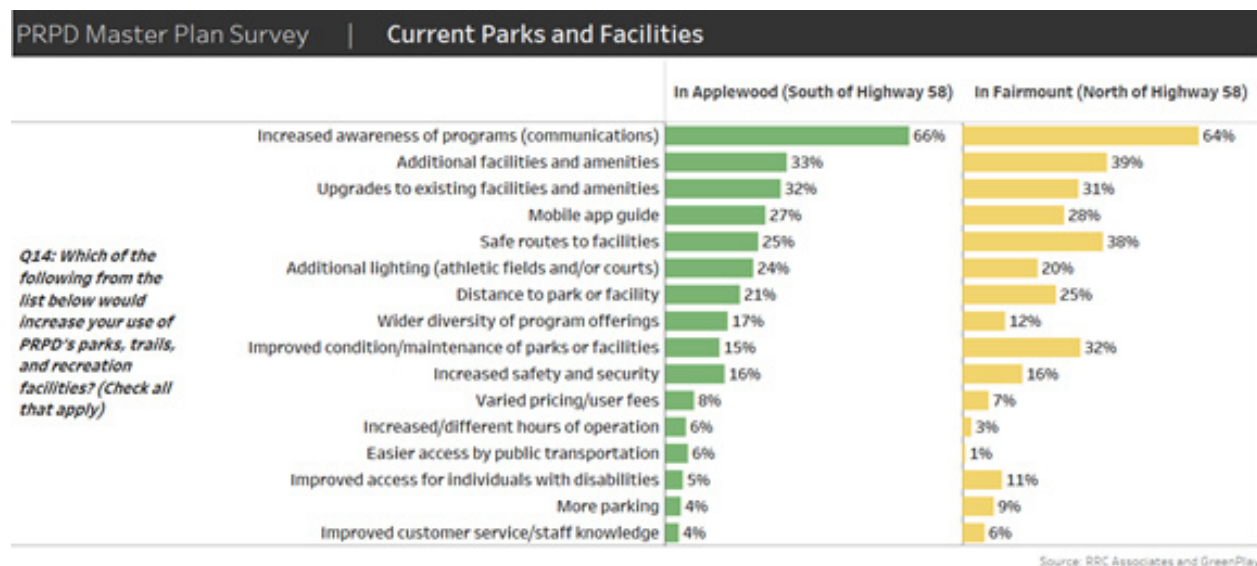 PRPD Master Plan Survey | Current Parks and Facilities
In Applewood (South of Highway 58) In Fairmount (North of Highway 58)
Q14: Which of the
following from the
list below would
increase your use of
PRPD's parks, trails,
and recreation
facilities? (Check all
that apply)
Increased awareness of programs (communications) 66% 64%
Additional facilities and amenities 33% 39%
Upgrades to existing facilities and amenities 32% 31%
Mobile app guide 27% 28%
Safe routes to facilities 25% 38%
Additional lighting (athletic fields and/or courts) 24% 20%
Distance to park or facility 21% 25%
Wider diversity of program offerings 17% 12%
Improved condition/maintenance of parks or facilities 15% 32%
Increased safety and security 16% 16%
Varied pricing/user fees 8% 7%
Increased/different hours of operation 6% 3%
Easier access by public transportation 6% 1%
Improved access for individuals with disabilities 5% 11%
More parking 4% 9%
Improved customer service/staff knowledge 4% 6%
Source: RRC Associates and GreenPlay